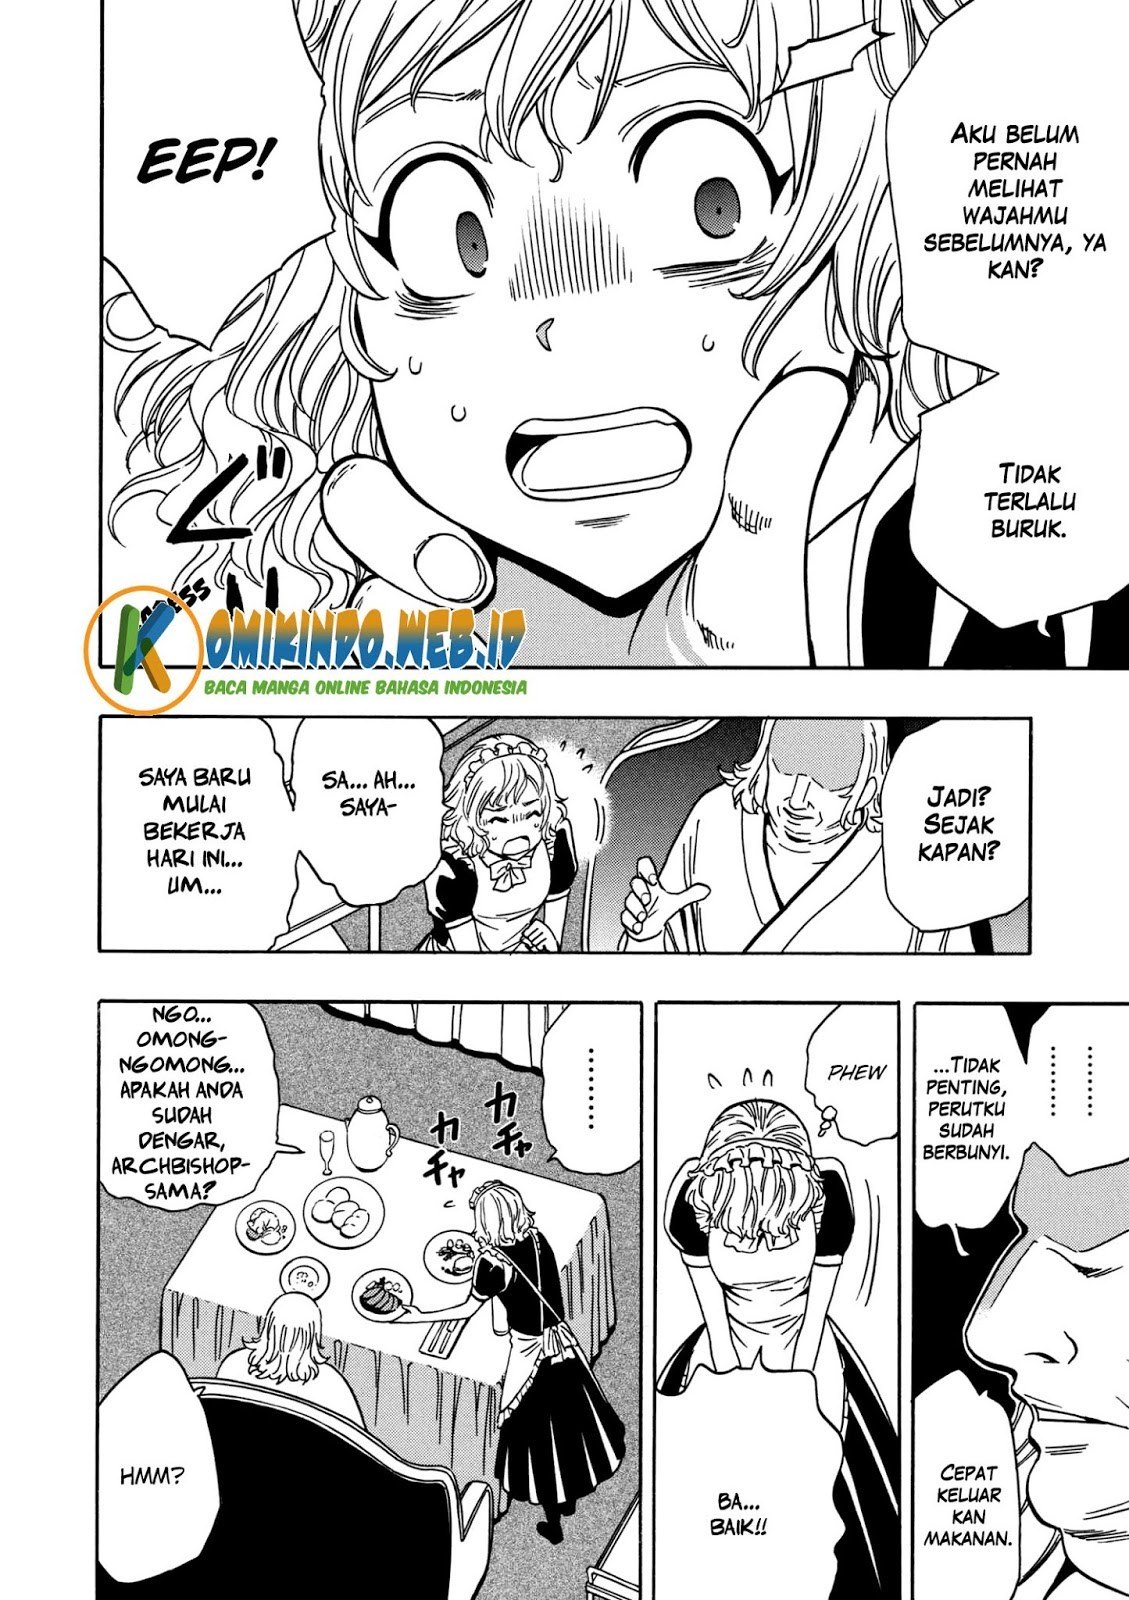 AKU BELUM
PERNAH
MELIHAT
WAJAHMU
SEBELUMNYA, YA
KAN?
EEP!
TIDAK
TERLALU
BURUK.
グ
OMIKINDO.WEB.ID
BACA MANGA ONLINE BAHASA INDONESIA
JADI?
SEJAK
KAPAN?
SA... AH...
SAYA-
SAYA BARU
MULAI
BEKERJA
HARI INI...
UM...
...TIDAK
PENTING,
PERUTKU
SUDAH
BERBUNYI.
CEPAT
KELUAR
KAN
MAKANAN.
PHEW
BA...
BAIK!!
カチャ
カチャ
NGO...
OMONG-
NGOMONG...
APAKAH ANDA
SUDAH
DENGAR,
ARCHBISHOP-
SAMA?
HMM?